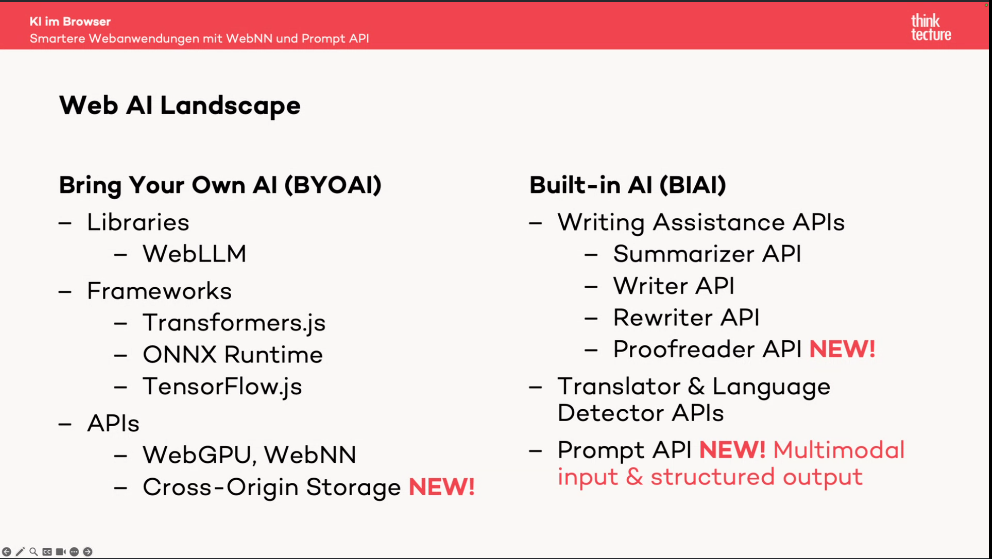 KI im Browser
Smartere Webanwendungen mit WebNN und Prompt API
think
tecture
Web AI Landscape
Bring Your Own AI (BYOAI)
– Libraries
– WebLLM
– Frameworks
– Transformers.js
– ONNX Runtime
– TensorFlow.js
– APIs
– WebGPU, WebNN
– Cross-Origin Storage NEW!
Built-in AI (BIAI)
– Writing Assistance APIs
– Summarizer API
– Writer API
– Rewriter API
– Proofreader API NEW!
– Translator & Language
Detector APIs
– Prompt API NEW! Multimodal
input & structured output